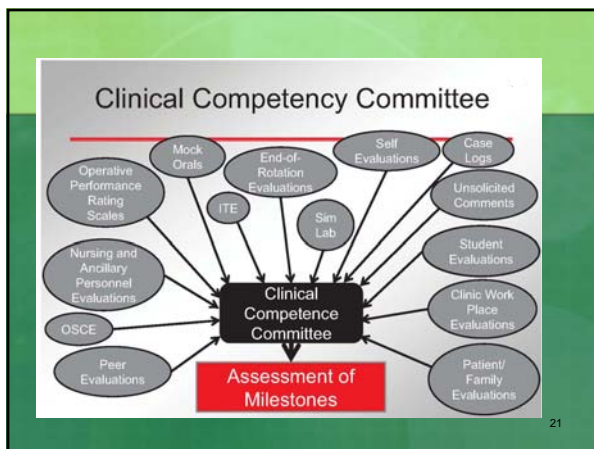 Clinical Competency Committee
Mock
Orals
End-of-
Rotation
Evaluations
Self
Evaluations
Case
Logs
Operative
Performance
Rating
Scales
ITE
Sim
Lab
Unsolicited
Comments
Nursing and
Ancillary
Personnel
Evaluations
Student
Evaluations
Clinical
Competence
Committee
Clinic Work
Place
Evaluations
OSCE
Peer
Evaluations
Assessment of
Milestones
Patient/
Family
Evaluations
21